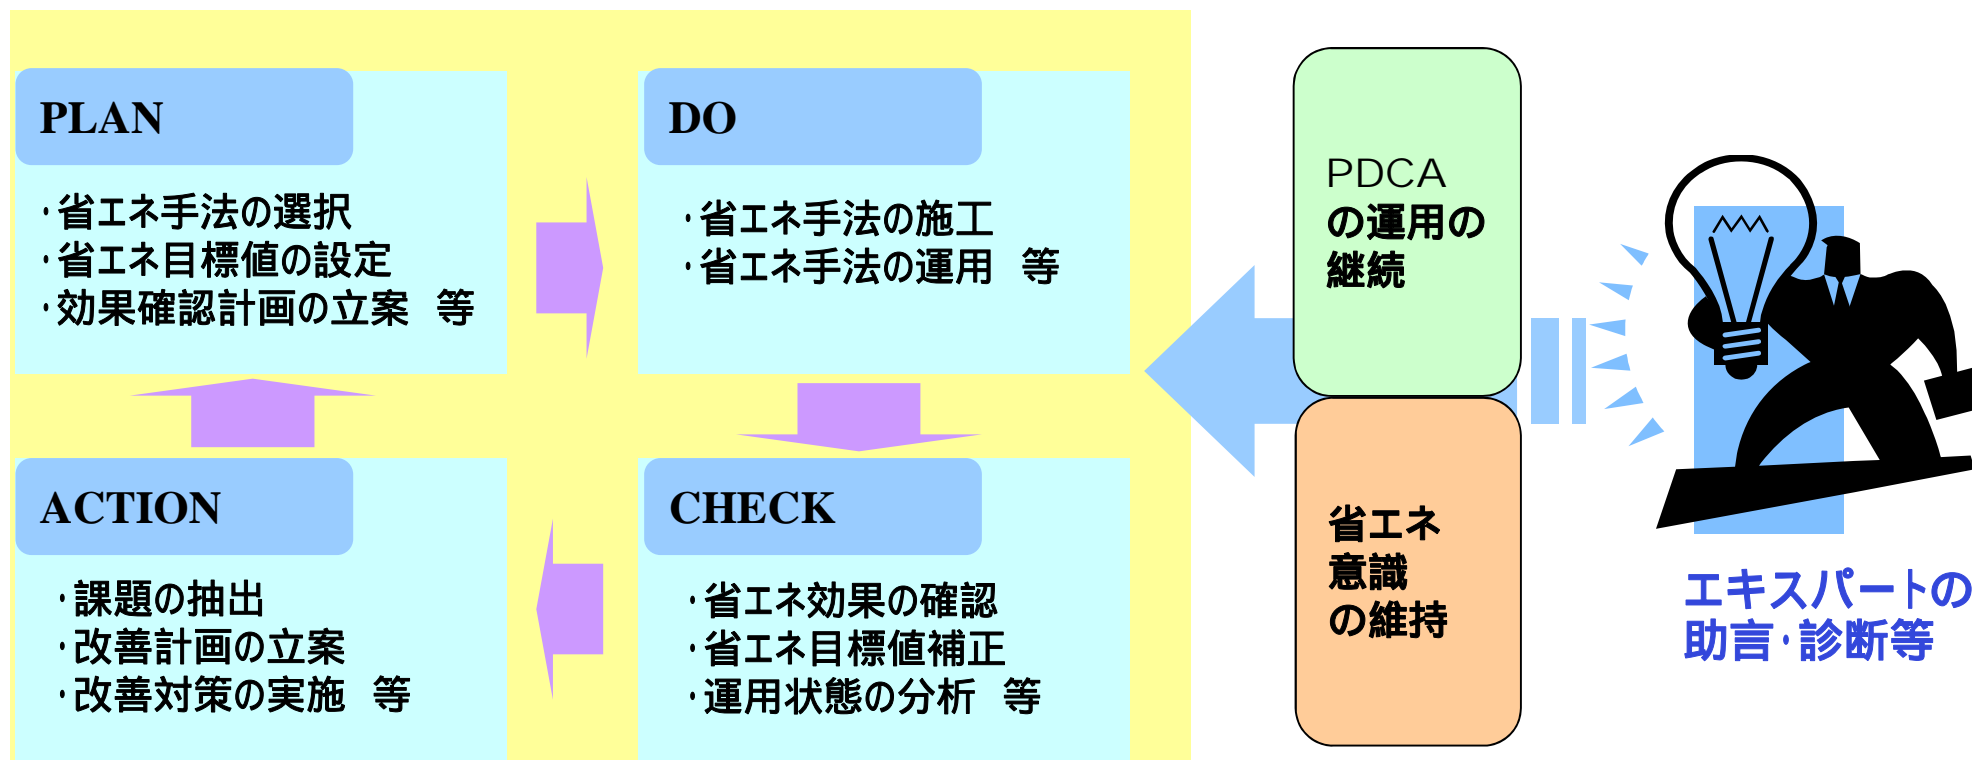 PLAN
・省エネ手法の選択
・省エネ目標値の設定
・効果確認計画の立案　等
DO
・省エネ手法の施工
・省エネ手法の運用　等
ACTION
・課題の抽出
・改善計画の立案
・改善対策の実施　等
CHECK
・省エネ効果の確認
・省エネ目標値補正
・運用状態の分析　等
PDCA
の運用の
継続
省エネ
意識
の維持
エキスパートの
助言・診断等